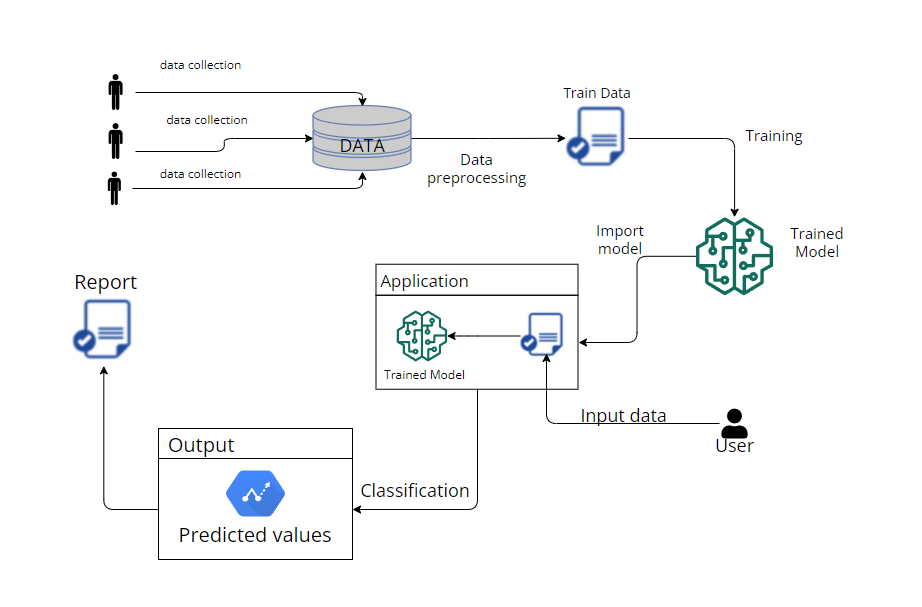 data collection
data collection
data collection
DATA
Data
preprocessing
Train Data
Training
Trained
Model
Import
model
Application
Trained Model
Input data
User
Classification
Output
Predicted values
Report